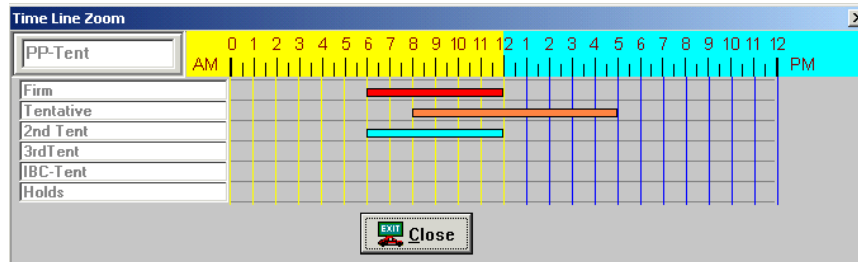 Time Line Zoom
PP-Tent
0 1 2 3 4 5 6 7 8 9 10 11 12 1 2 3 4 5 6 7 8 9 10 11 12
AM PM
Firm
Tentative
2nd Tent
3rdTent
IBC-Tent
Holds
EXIT Close